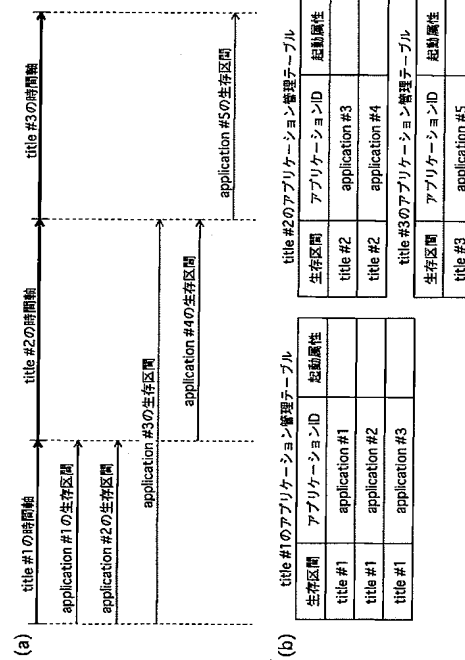 (a)
title #1の時間軸 title #2の時間軸 title #3の時間軸
application #1の生存区間
application #2の生存区間
application #3の生存区間
application #4の生存区間
application #5の生存区間
(b)
title #1のアプリケーション管理テーブル
生存区間 アプリケーションID 起動属性
title #1 application #1
title #1 application #2
title #1 application #3
title #2のアプリケーション管理テーブル
生存区間 アプリケーションID 起動属性
title #2 application #3
title #2 application #4
title #3のアプリケーション管理テーブル
生存区間 アプリケーションID 起動属性
title #3 application #5